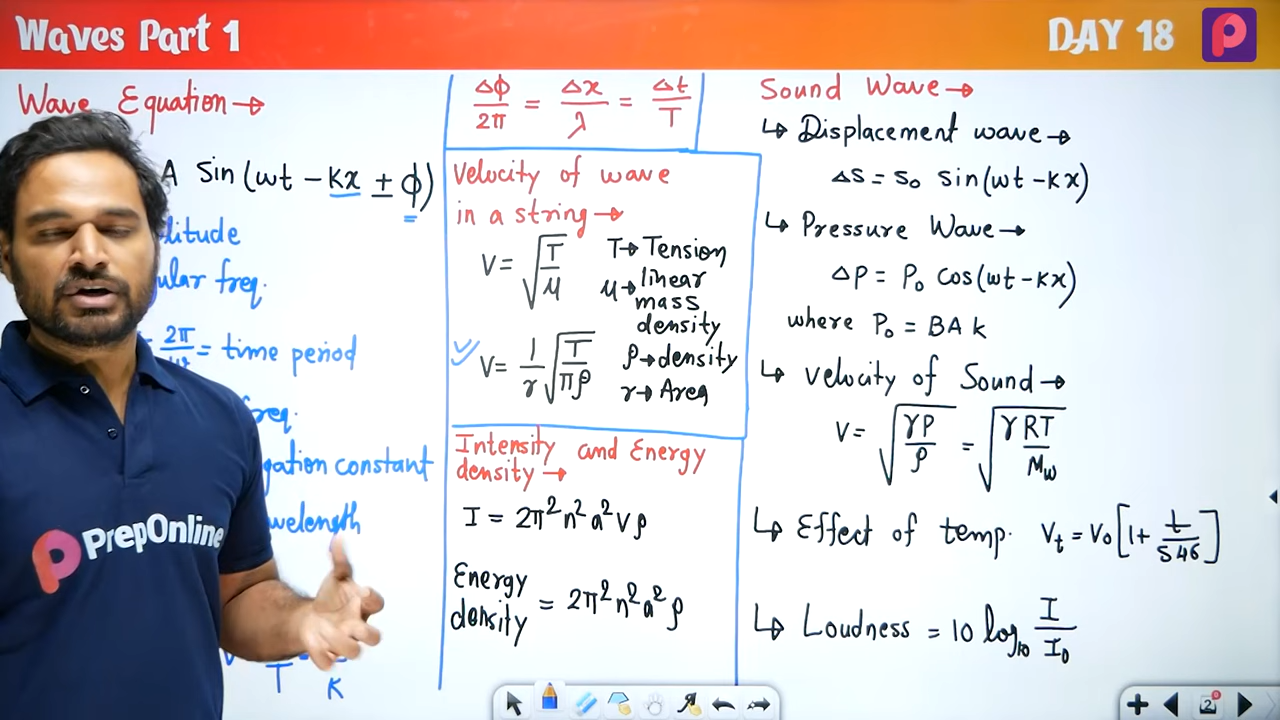 Waves Part 1
DAY 18
Wave Equation →
A Sin(ωt - Kx ± ϕ)
litude
ular freq.
= 2π/ω = time period
freq.
gation constant
welength
T K
Δϕ/2π = Δx/λ = Δt/T
Velocity of wave
in a string →
V = √(T/μ)
T → Tension
μ → linear
mass
density
V = 1/r √(T/πρ)
ρ → density
r → Area
Intensity and Energy
density →
I = 2π²n²a²vρ
Energy
density = 2π²n²a²ρ
Sound Wave →
↳ Displacement wave →
ΔS = S₀ sin(ωt - Kx)
↳ Pressure Wave →
ΔP = P₀ cos(ωt - Kx)
where P₀ = BAK
↳ Velocity of Sound →
V = √(γP/ρ) = √(γRT/Mw)
↳ Effect of temp. Vt = V₀[1 + t/546]
↳ Loudness = 10 log₁₀ I/I₀
PrepOnline
2